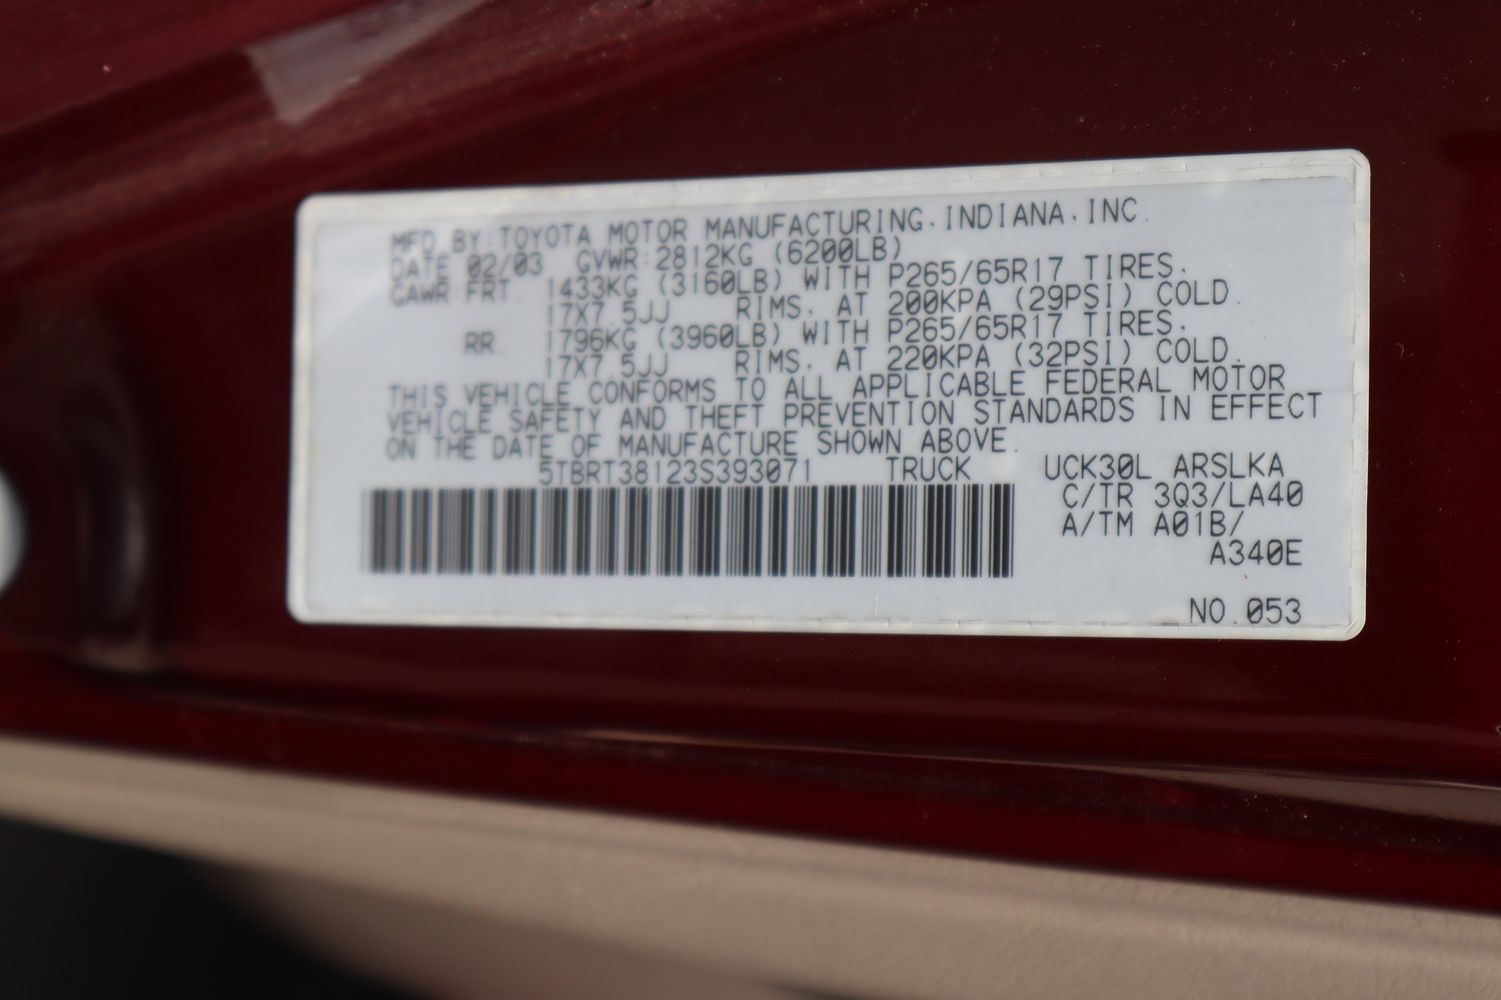 MFD. BY: TOYOTA MOTOR MANUFACTURING, INDIANA, INC.
DATE 02/03 GVWR: 2812KG (6200LB)
GAWR: FRT. 1433KG (3160LB) WITH P265/65R17 TIRES,
17X7.5JJ RIMS, AT 200KPA (29PSI) COLD.
RR. 1796KG (3960LB) WITH P265/65R17 TIRES,
17X7.5JJ RIMS, AT 220KPA (32PSI) COLD.
THIS VEHICLE CONFORMS TO ALL APPLICABLE FEDERAL MOTOR
VEHICLE SAFETY AND THEFT PREVENTION STANDARDS IN EFFECT
ON THE DATE OF MANUFACTURE SHOWN ABOVE.
5TBRT38123S393071 TRUCK UCK30L ARSLKA
C/TR 3Q3/LA40
A/TM A01B/
A340E
NO. 053